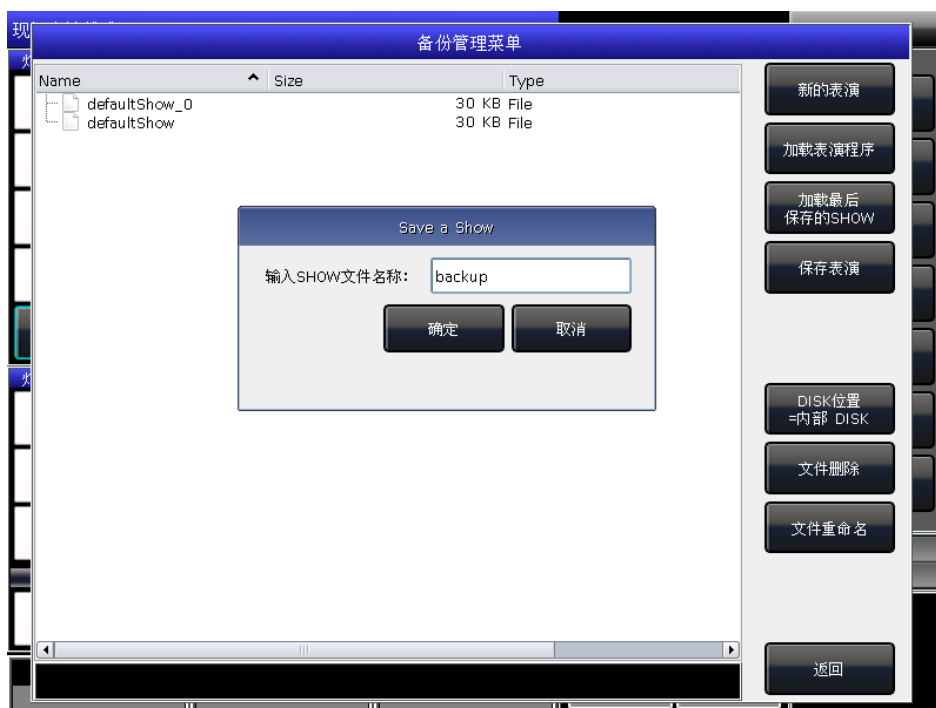 现
备份管理菜单
Name Size Type
defaultShow_0 30 KB File
defaultShow 30 KB File
Save a Show
输入SHOW文件名称:
backup
确定
取消
新的表演
加载表演程序
加载最后
保存的SHOW
保存表演
DISK位置
=内部 DISK
文件删除
文件重命名
返回